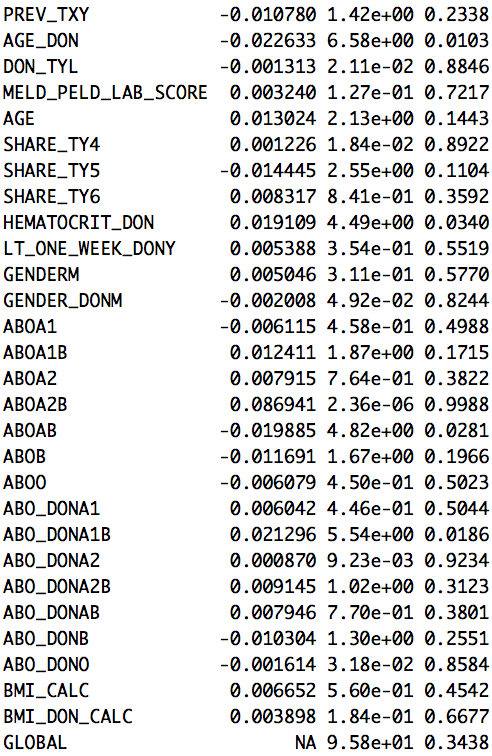 PREV_TXY -0.010780 1.42e+00 0.2338
AGE_DON -0.022633 6.58e+00 0.0103
DON_TYL -0.001313 2.11e-02 0.8846
MELD_PELD_LAB_SCORE 0.003240 1.27e-01 0.7217
AGE 0.013024 2.13e+00 0.1443
SHARE_TY4 0.001226 1.84e-02 0.8922
SHARE_TY5 -0.014445 2.55e+00 0.1104
SHARE_TY6 0.008317 8.41e-01 0.3592
HEMATOCRIT_DON 0.019109 4.49e+00 0.0340
LT_ONE_WEEK_DONY 0.005388 3.54e-01 0.5519
GENDERM 0.005046 3.11e-01 0.5770
GENDER_DONM -0.002008 4.92e-02 0.8244
ABOA1 -0.006115 4.58e-01 0.4988
ABOA1B 0.012411 1.87e+00 0.1715
ABOA2 0.007915 7.64e-01 0.3822
ABOA2B 0.086941 2.36e-06 0.9988
ABOAB -0.019885 4.82e+00 0.0281
ABOB -0.011691 1.67e+00 0.1966
ABOO -0.006079 4.50e-01 0.5023
ABO_DONA1 0.006042 4.46e-01 0.5044
ABO_DONA1B 0.021296 5.54e+00 0.0186
ABO_DONA2 0.000870 9.23e-03 0.9234
ABO_DONA2B 0.009145 1.02e+00 0.3123
ABO_DONAB 0.007946 7.70e-01 0.3801
ABO_DONB -0.010304 1.30e+00 0.2551
ABO_DONO -0.001614 3.18e-02 0.8584
BMI_CALC 0.006652 5.60e-01 0.4542
BMI_DON_CALC 0.003898 1.84e-01 0.6677
GLOBAL NA 9.58e+01 0.3438